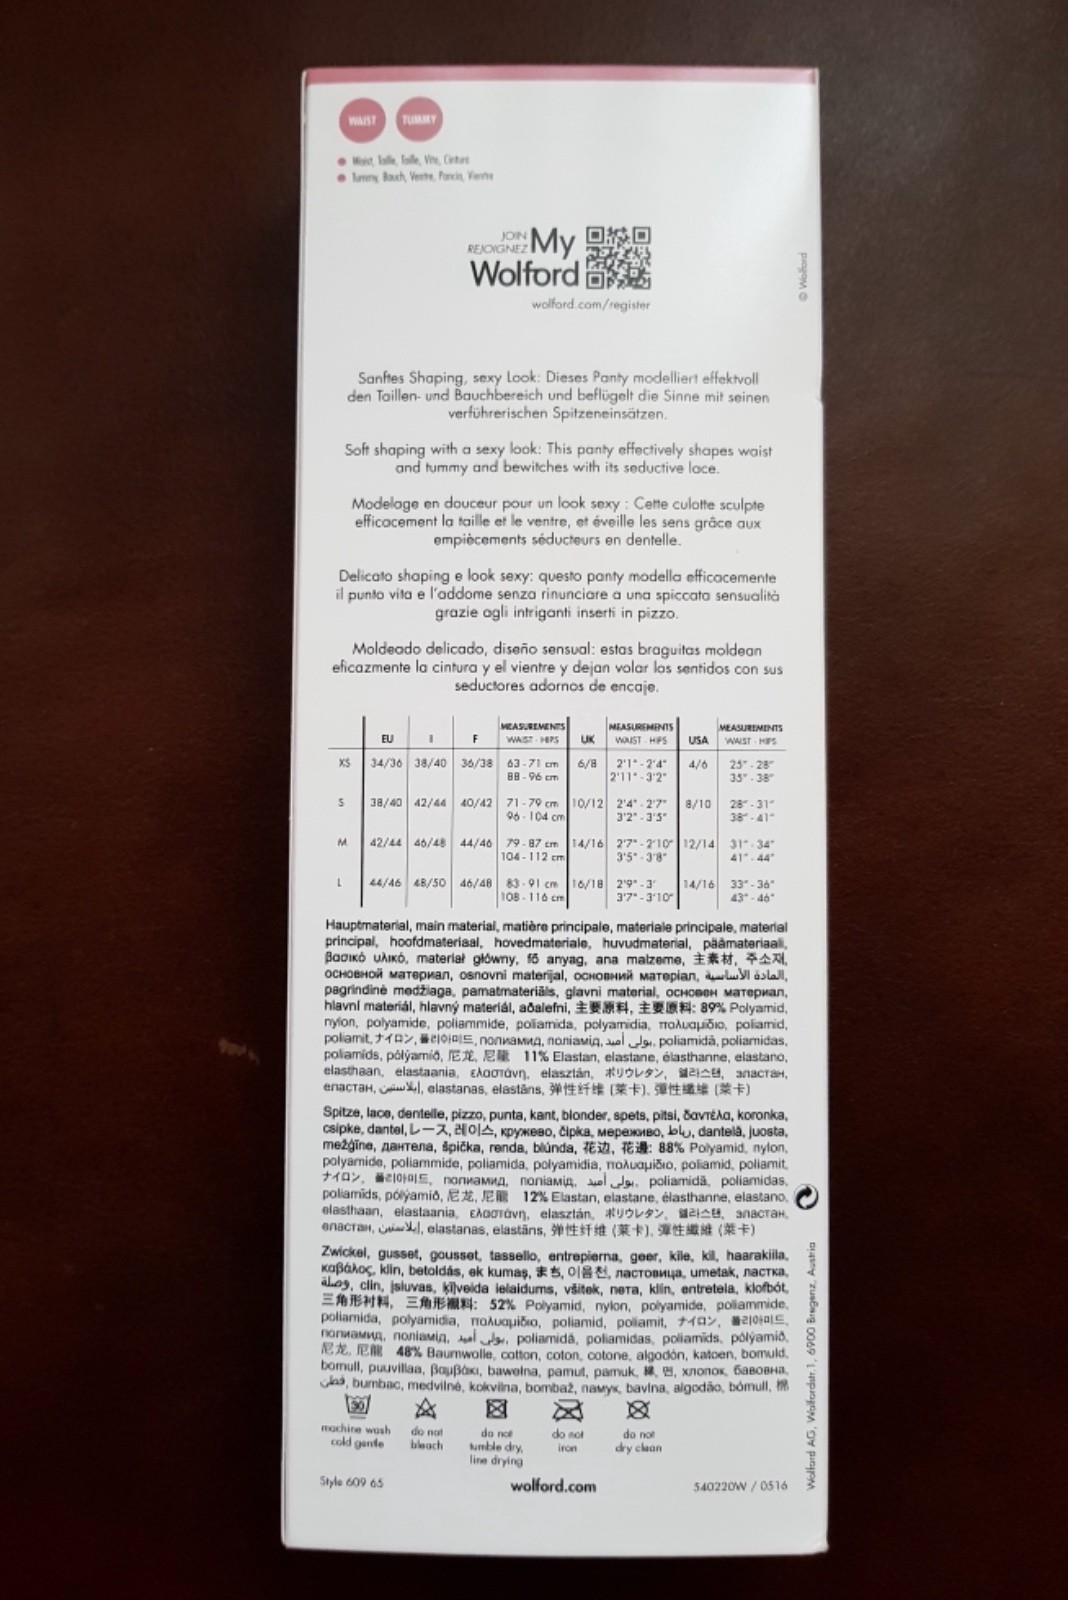 WAIST TUMMY
Waist, Taille, Taille, Vita, Cintura
Tummy, Bauch, Ventre, Pancia, Vientre
JOIN
REJOIGNEZ My
Wolford
wolford.com/register
© Wolford
Sanftes Shaping, sexy Look: Dieses Panty modelliert effektvoll
den Taillen- und Bauchbereich und beflügelt die Sinne mit seinen
verführerischen Spitzeneinsätzen.
Soft shaping with a sexy look: This panty effectively shapes waist
and tummy and bewitches with its seductive lace.
Modelage en douceur pour un look sexy : Cette culotte sculpte
efficacement la taille et le ventre, et éveille les sens grâce aux
empiècements séducteurs en dentelle.
Delicato shaping e look sexy: questo panty modella efficacemente
il punto vita e l'addome senza rinunciare a una spiccata sensualità
grazie agli intriganti inserti in pizzo.
Moldeado delicado, diseño sensual: estas braguitas moldean
eficazmente la cintura y el vientre y dejan volar los sentidos con sus
seductores adornos de encaje.
MEASUREMENTS MEASUREMENTS MEASUREMENTS
EU I F WAIST - HIPS UK WAIST - HIPS USA WAIST - HIPS
XS 34/36 38/40 36/38 63 - 71 cm 6/8 2'1" - 2'4" 4/6 25" - 28"
88 - 96 cm 2'11" - 3'2" 35" - 38"
S 38/40 42/44 40/42 71 - 79 cm 10/12 2'4" - 2'7" 8/10 28" - 31"
96 - 104 cm 3'2" - 3'5" 38" - 41"
M 42/44 46/48 44/46 79 - 87 cm 14/16 2'7" - 2'10" 12/14 31" - 34"
104 - 112 cm 3'5" - 3'8" 41" - 44"
L 44/46 48/50 46/48 83 - 91 cm 16/18 2'9" - 3' 14/16 33" - 36"
108 - 116 cm 3'7" - 3'10" 43" - 46"
Hauptmaterial, main material, matière principale, materiale principale, material
principal, hoofdmateriaal, hovedmateriale, huvudmaterial, päämateriaali,
βασικό υλικό, materiał główny, fő anyag, ana malzeme, 主素材, 주소재,
основной материал, osnovni materijal, основний матеріал, المادة الأساسية,
pagrindinė medžiaga, pamatmateriāls, glavni material, основен материал,
hlavní materiál, hlavný materiál, aðalefni, 主要原料, 主要原料: 89% Polyamid,
nylon, polyamide, poliammide, poliamida, polyamidia, πολυαμίδιο, poliamid,
poliamit, ナイロン, 폴리아미드, полиамид, поліамід, بولي أميد, poliamidă, poliamidas,
poliamīds, pólýamíð, 尼龙, 尼龍 11% Elastan, elastane, élasthanne, elastano,
elasthaan, elastaania, ελαστάνη, elasztán, ポリウレタン, 엘라스탄, эластан,
еластан, إيلاستين, elastanas, elastāns, 弹性纤维 (莱卡), 彈性纖維 (萊卡)
Spitze, lace, dentelle, pizzo, punta, kant, blonder, spets, pitsi, δαντέλα, koronka,
csipke, dantel, レース, 레이스, кружево, čipka, мереживо, رباط, dantelă, juosta,
mežģīne, дантела, špička, renda, blúnda, 花边, 花邊: 88% Polyamid, nylon,
polyamide, poliammide, poliamida, polyamidia, πολυαμίδιο, poliamid, poliamit,
ナイロン, 폴리아미드, полиамид, поліамід, بولي أميد, poliamidă, poliamidas,
poliamīds, pólýamíð, 尼龙, 尼龍 12% Elastan, elastane, élasthanne, elastano,
elasthaan, elastaania, ελαστάνη, elasztán, ポリウレタン, 엘라스탄, эластан,
еластан, إيلاستين, elastanas, elastāns, 弹性纤维 (莱卡), 彈性纖維 (萊卡)
Zwickel, gusset, gousset, tassello, entrepierna, geer, kile, kil, haarakiila,
καβάλος, klin, betoldás, ek kumaş, まち, 이음천, ластовица, umetak, ластка,
وصلة, clin, įsiuvas, ķīļveida ielaidums, všitek, пета, klín, entretela, klofbót,
三角形衬料, 三角形襯料: 52% Polyamid, nylon, polyamide, poliammide,
poliamida, polyamidia, πολυαμίδιο, poliamid, poliamit, ナイロン, 폴리아미드,
полиамид, поліамід, بولي أميد, poliamidă, poliamidas, poliamīds, pólýamíð,
尼龙, 尼龍 48% Baumwolle, cotton, coton, cotone, algodón, katoen, bomuld,
bomull, puuvillaa, βαμβάκι, bawełna, pamut, pamuk, 綿, 면, хлопок, бавовна,
قطن, bumbac, medvilnė, kokvilna, bombaž, памук, bavlna, algodão, bómull, 棉
30
machine wash
cold gentle
do not
bleach
do not
tumble dry,
line drying
do not
iron
do not
dry clean
Style 609 65
wolford.com
540220W / 0516
Wolford AG, Wolfordstr. 1, 6900 Bregenz, Austria